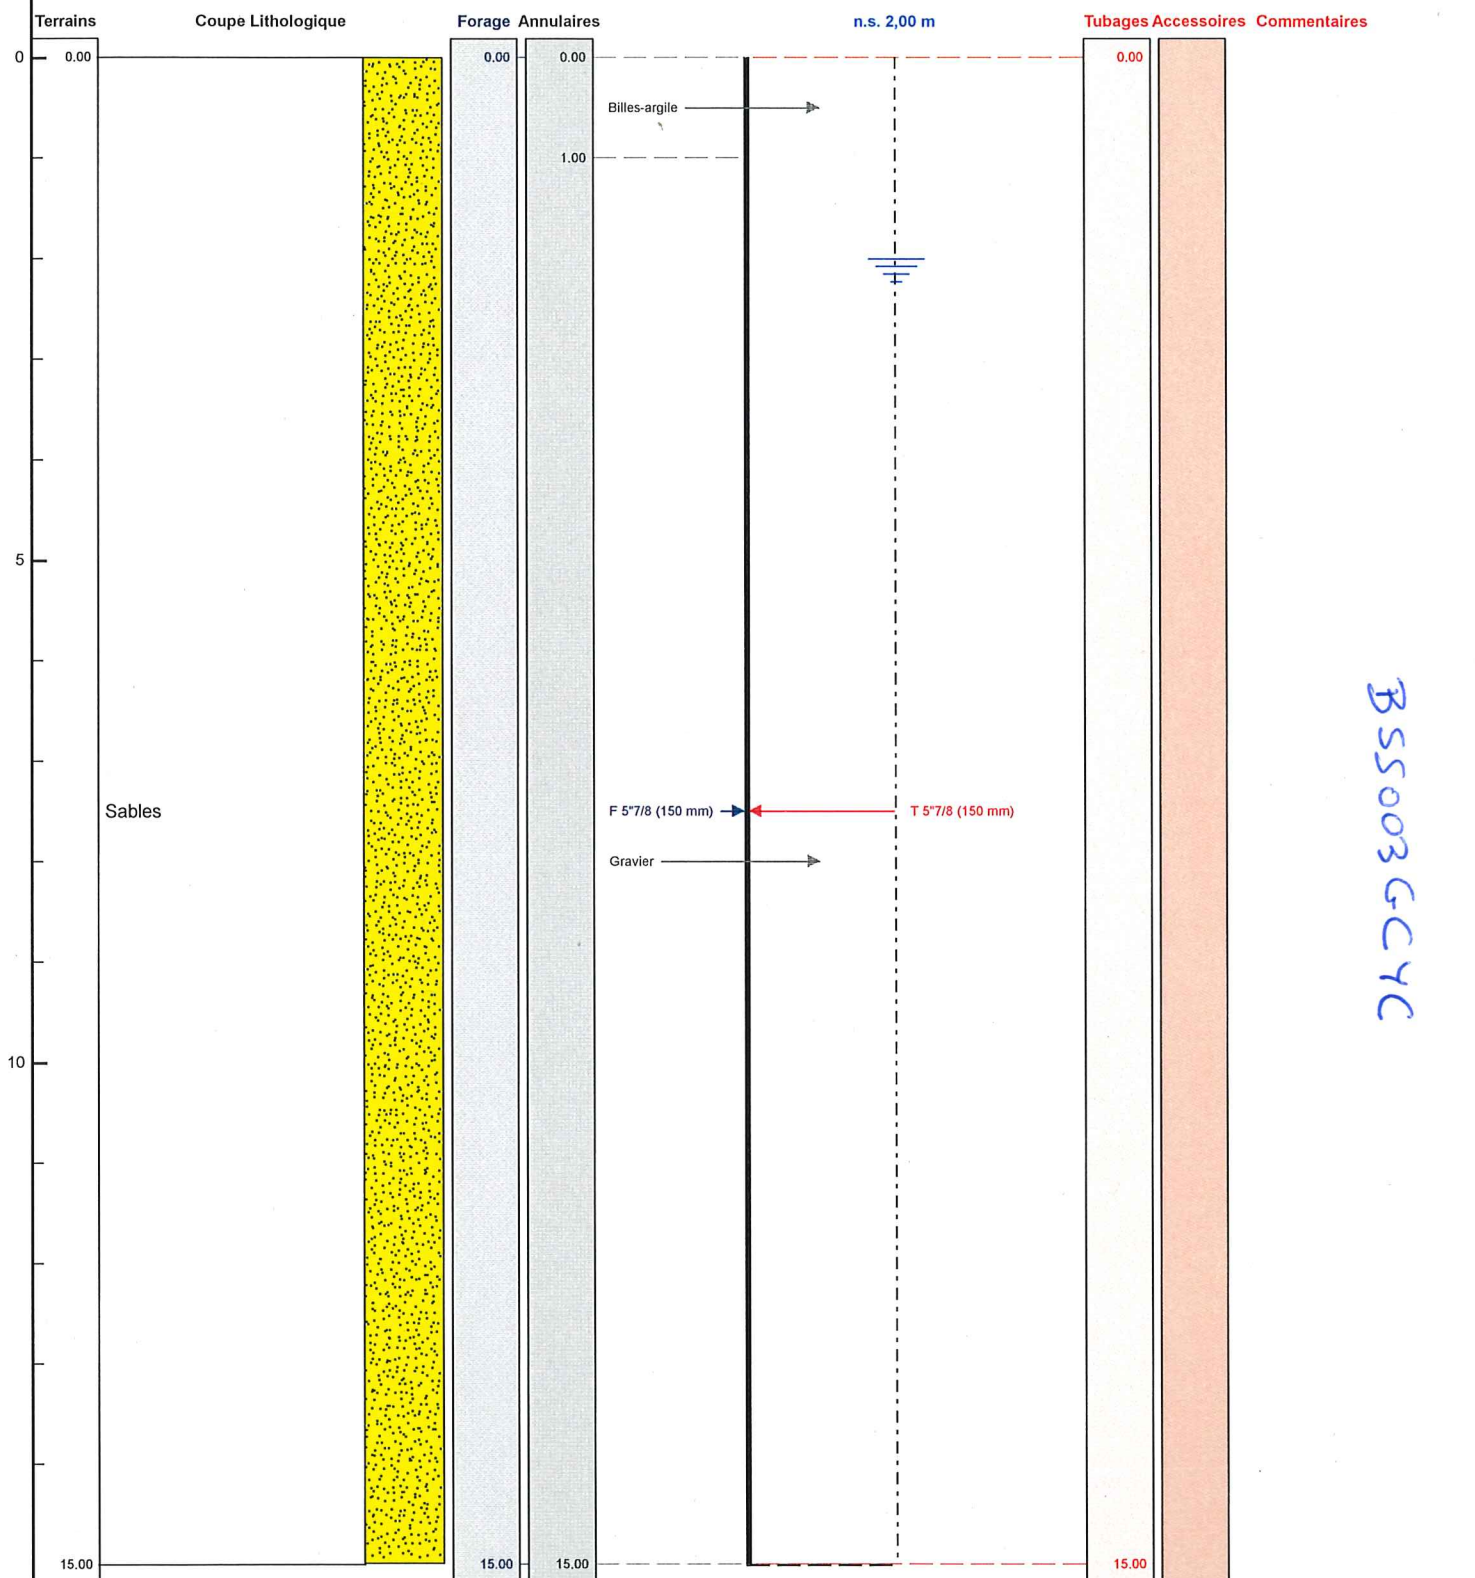 Terrains Coupe Lithologique Forage Annulaires n.s. 2,00 m Tubages Accessoires Commentaires
0 0.00 0.00 0.00 0.00
Billes-argile
1.00
5
Sables F 5"7/8 (150 mm) T 5"7/8 (150 mm)
Gravier
10
15.00 15.00 15.00 15.00
BSS003GCYC